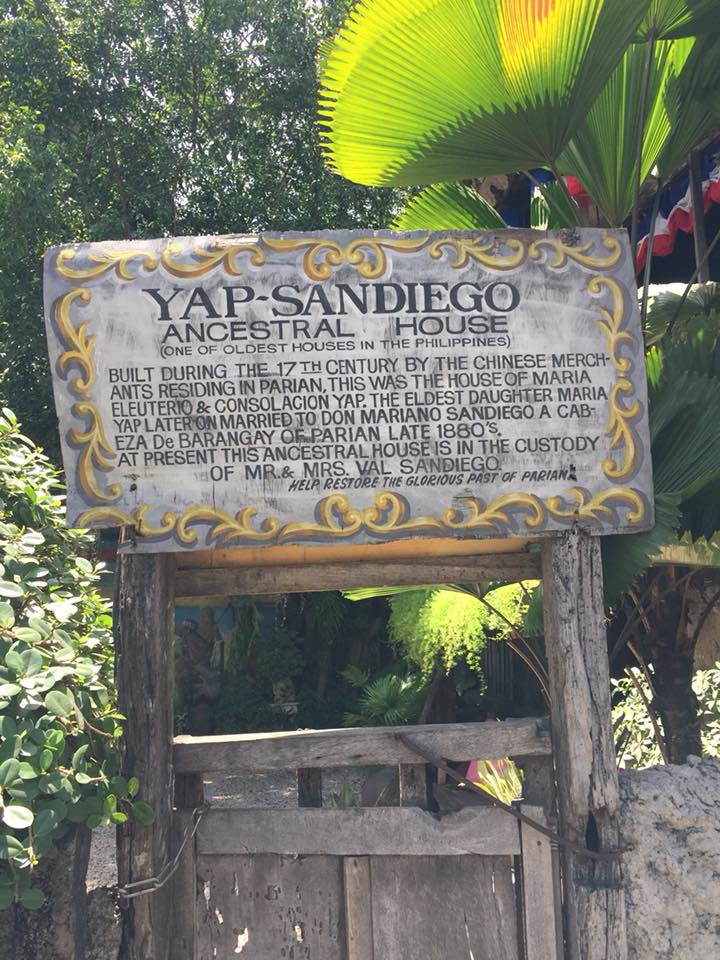 YAP-SANDIEGO
ANCESTRAL HOUSE
(ONE OF OLDEST HOUSES IN THE PHILIPPINES)
BUILT DURING THE 17TH CENTURY BY THE CHINESE MERCH-
ANTS RESIDING IN PARIAN, THIS WAS THE HOUSE OF MARIA
ELEUTERIO & CONSOLACION YAP. THE ELDEST DAUGHTER MARIA
YAP LATER ON MARRIED TO DON MARIANO SANDIEGO A CAB-
EZA De BARANGAY OF PARIAN LATE 1880'S.
AT PRESENT THIS ANCESTRAL HOUSE IS IN THE CUSTODY
OF MR. & MRS. VAL SANDIEGO.
HELP RESTORE THE GLORIOUS PAST OF PARIAN.